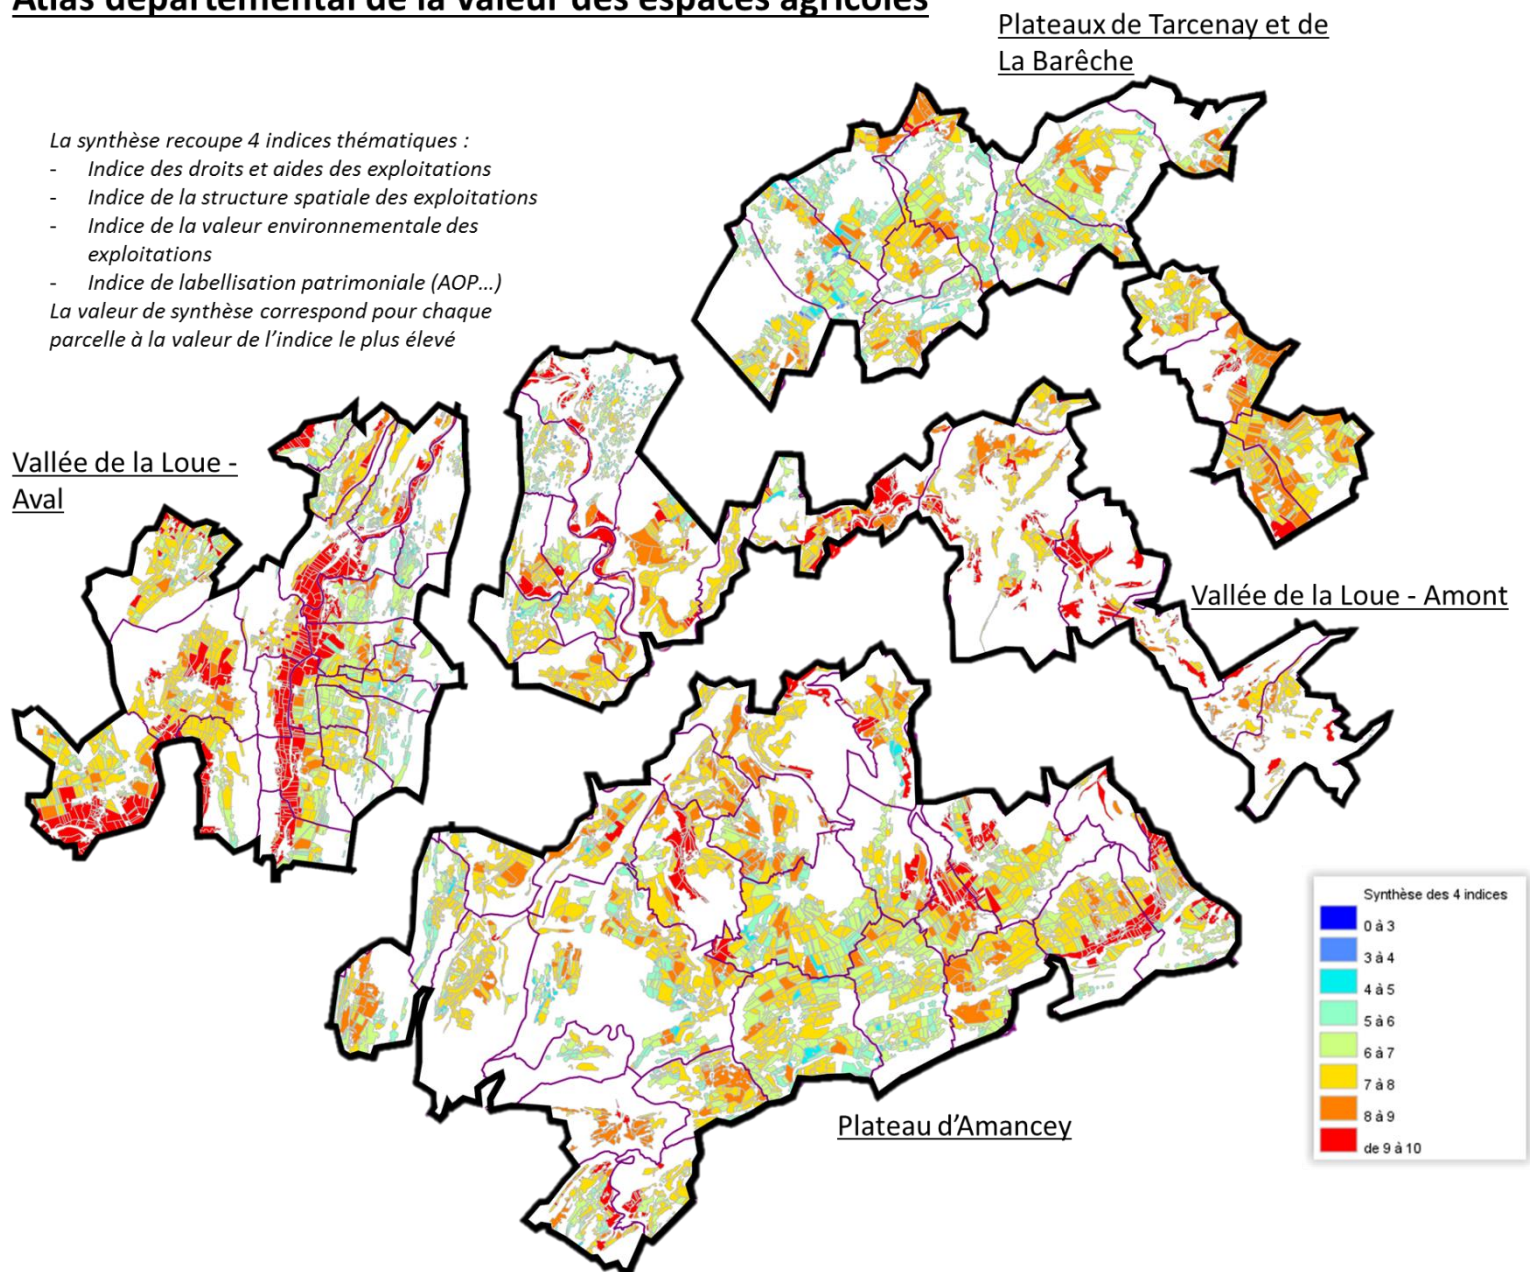 Atlas départemental de la valeur des espaces agricoles
Plateaux de Tarcenay et de
La Barêche
La synthèse recoupe 4 indices thématiques :
- Indice des droits et aides des exploitations
- Indice de la structure spatiale des exploitations
- Indice de la valeur environnementale des
exploitations
- Indice de labellisation patrimoniale (AOP...)
La valeur de synthèse correspond pour chaque
parcelle à la valeur de l'indice le plus élevé
Vallée de la Loue -
Aval
Vallée de la Loue - Amont
Plateau d'Amancey
Synthèse des 4 indices
0 à 3
3 à 4
4 à 5
5 à 6
6 à 7
7 à 8
8 à 9
de 9 à 10